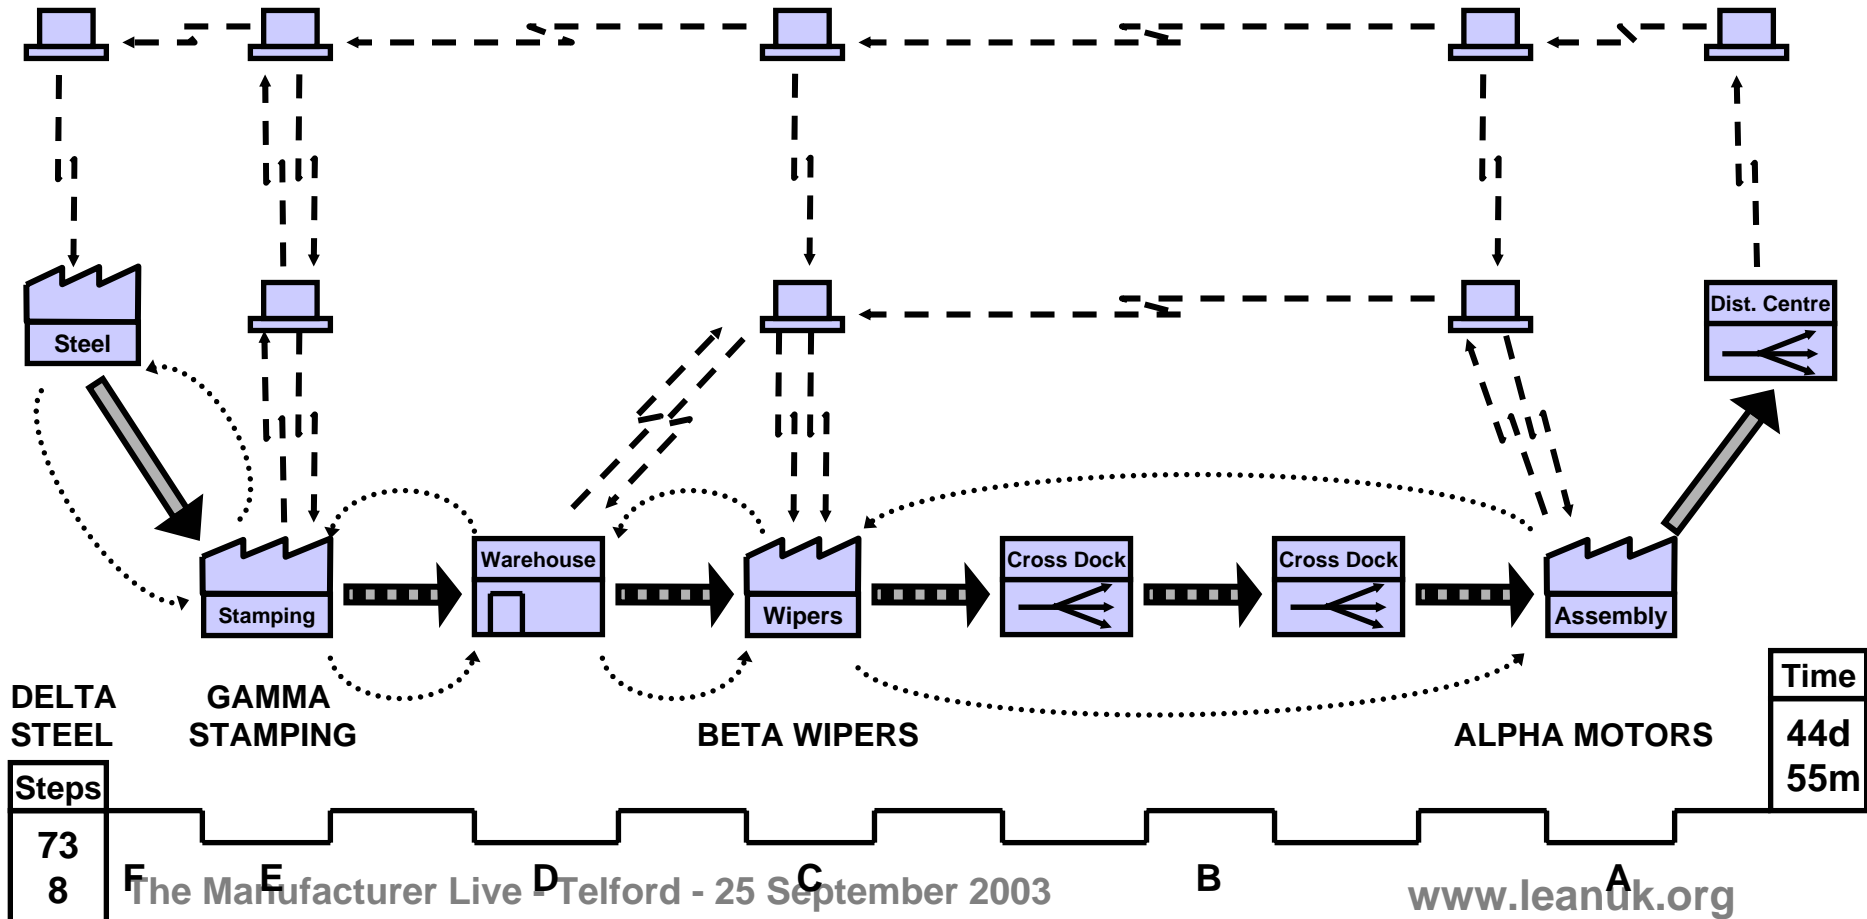 Steel
Dist. Centre
Warehouse
Cross Dock
Cross Dock
Stamping
Wipers
Assembly
DELTA
STEEL
GAMMA
STAMPING
BETA WIPERS
ALPHA MOTORS
Time
44d
55m
Steps
73
8
F
E
D
C
B
A
The Manufacturer Live - Telford - 25 September 2003
www.leanuk.org